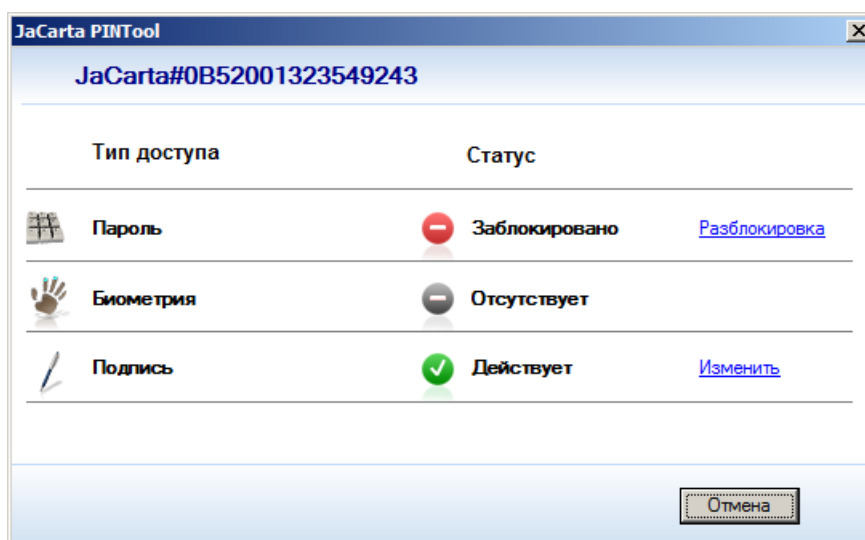 JaCarta PINTool
JaCarta#0B52001323549243
Тип доступа Статус
Пароль Заблокировано Разблокировка
Биометрия Отсутствует
Подпись Действует Изменить
Отмена